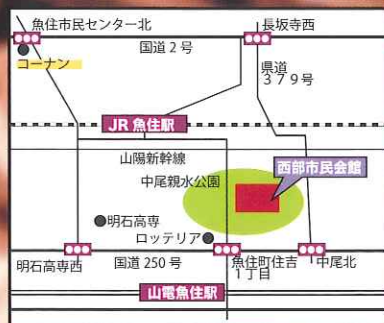 魚住市民センター北
長坂寺西
国道2号
コーナン
県道
379号
JR 魚住駅
山陽新幹線
西部市民会館
中尾親水公園
明石高専
ロッテリア
明石高専西
国道 250 号
魚住町住吉
1丁目
中尾北
山電魚住駅